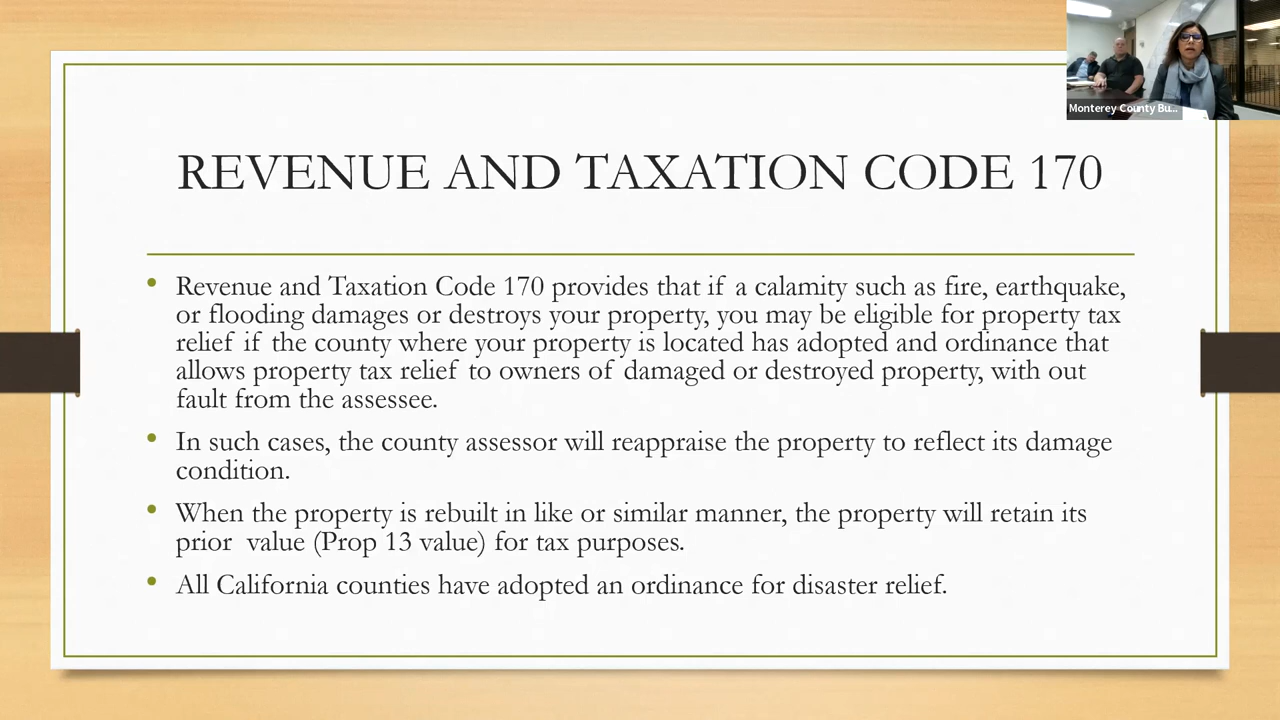 Monterey County Bu...
REVENUE AND TAXATION CODE 170
• Revenue and Taxation Code 170 provides that if a calamity such as fire, earthquake,
or flooding damages or destroys your property, you may be eligible for property tax
relief if the county where your property is located has adopted and ordinance that
allows property tax relief to owners of damaged or destroyed property, with out
fault from the assessee.
• In such cases, the county assessor will reappraise the property to reflect its damage
condition.
• When the property is rebuilt in like or similar manner, the property will retain its
prior value (Prop 13 value) for tax purposes.
• All California counties have adopted an ordinance for disaster relief.